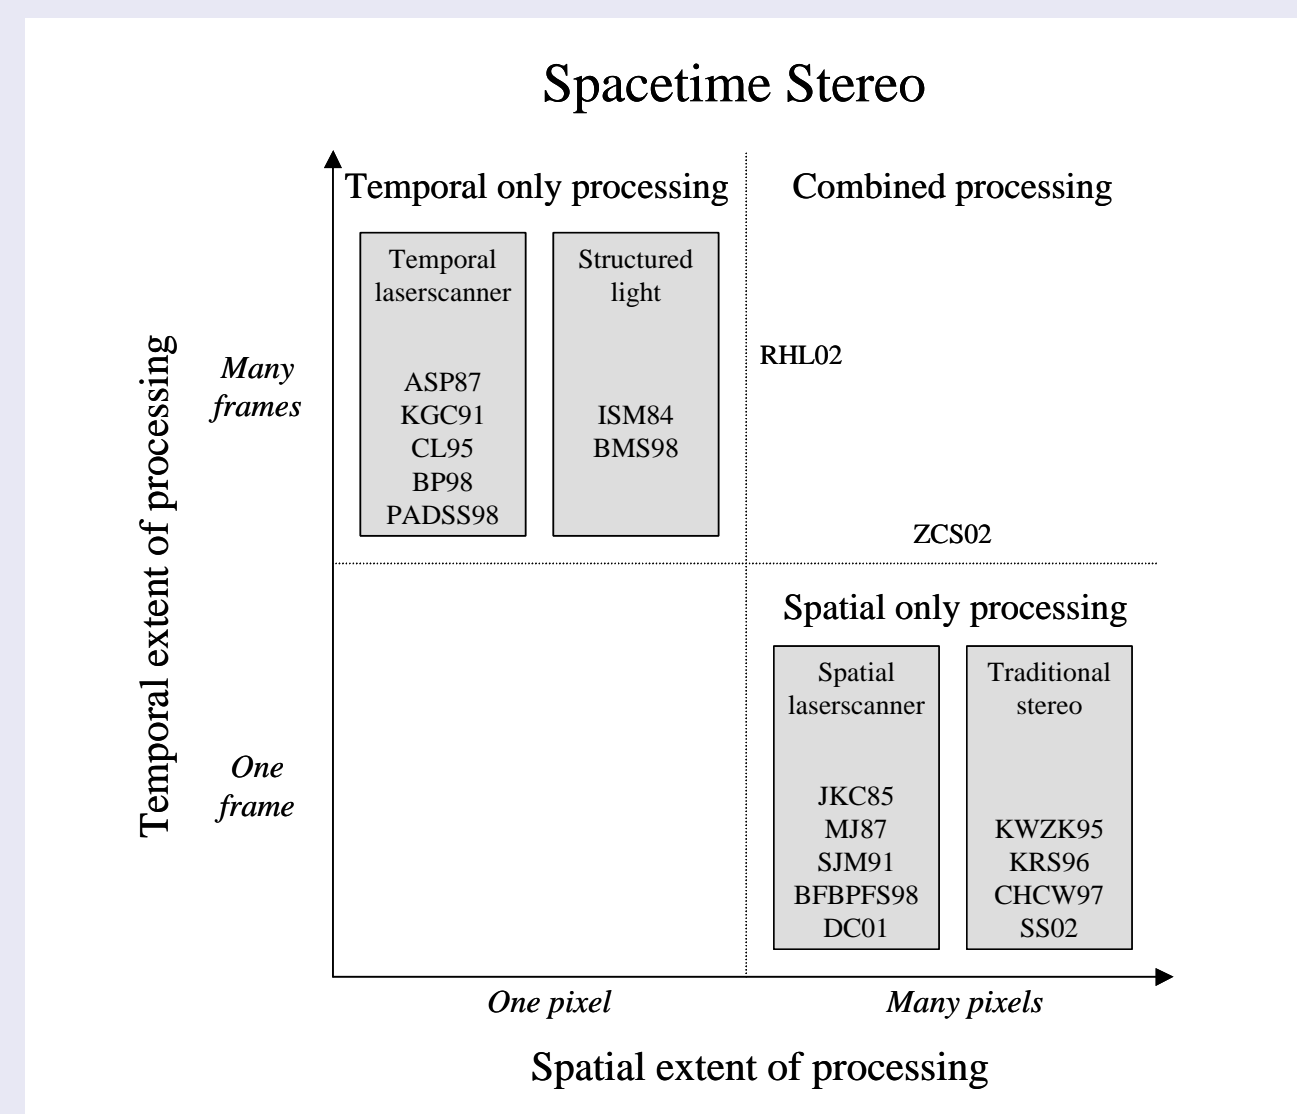 Spacetime Stereo
Temporal only processing
Combined processing
Temporal
laserscanner
ASP87
KGC91
CL95
BP98
PADSS98
Structured
light
ISM84
BMS98
RHL02
ZCS02
Spatial only processing
Spatial
laserscanner
JKC85
MJ87
SJM91
BFBPFS98
DC01
Traditional
stereo
KWZK95
KRS96
CHCW97
SS02
Temporal extent of processing
Many
frames
One
frame
One pixel
Many pixels
Spatial extent of processing